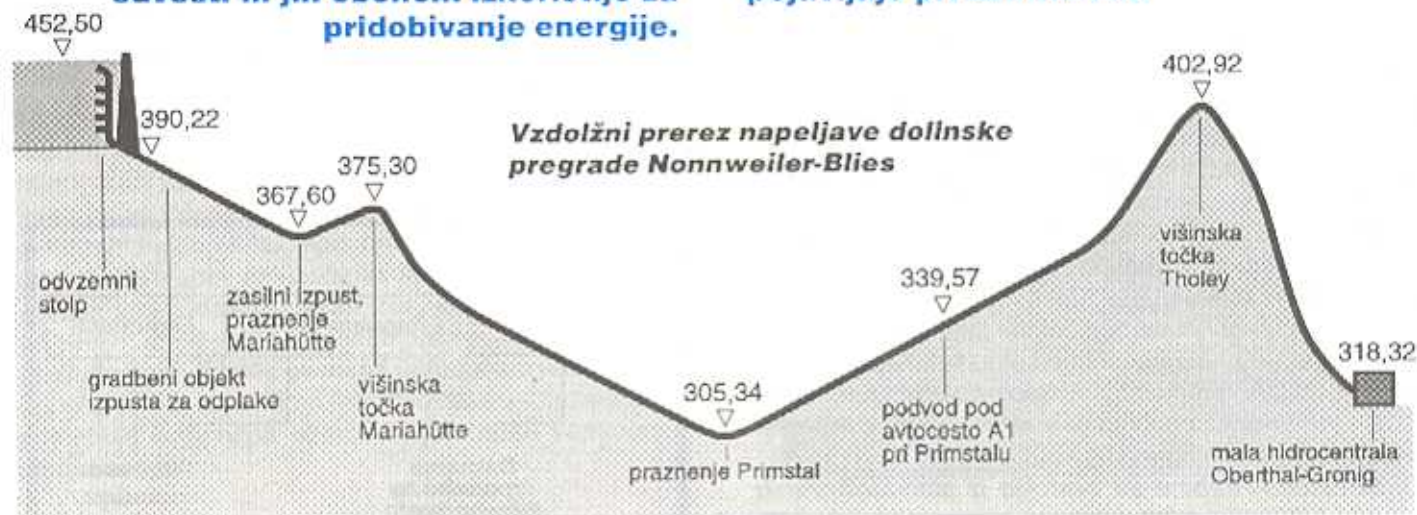 pridobivanje energije.
452,50
390,22
367,60
375,30
Vzdolžni prerez napeljave dolinske
pregrade Nonnweiler-Blies
402,92
odvzemni
stolp
gradbeni objekt
izpusta za odplake
zasilni izpust,
praznenje
Mariahütte
višinska
točka
Mariahütte
305,34
praznenje Primstal
339,57
podvod pod
avtocesto A1
pri Primstalu
višinska
točka
Tholey
318,32
mala hidrocentrala
Oberthal-Gronig